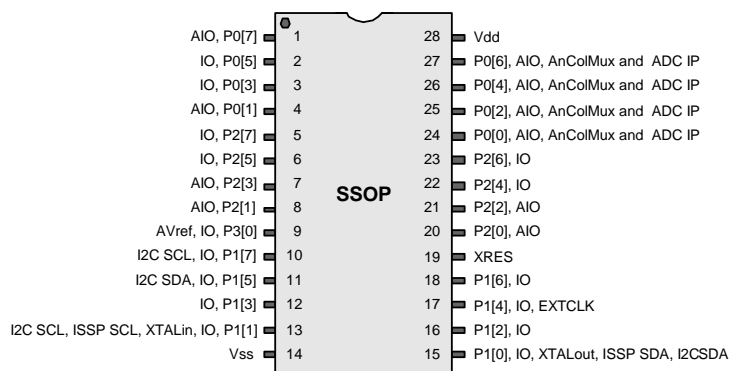 AIO, P0[7] 1 28 Vdd
IO, P0[5] 2 27 P0[6], AIO, AnColMux and ADC IP
IO, P0[3] 3 26 P0[4], AIO, AnColMux and ADC IP
AIO, P0[1] 4 25 P0[2], AIO, AnColMux and ADC IP
IO, P2[7] 5 24 P0[0], AIO, AnColMux and ADC IP
IO, P2[5] 6 23 P2[6], IO
AIO, P2[3] 7 22 P2[4], IO
SSOP
AIO, P2[1] 8 21 P2[2], AIO
AVref, IO, P3[0] 9 20 P2[0], AIO
I2C SCL, IO, P1[7] 10 19 XRES
I2C SDA, IO, P1[5] 11 18 P1[6], IO
IO, P1[3] 12 17 P1[4], IO, EXTCLK
I2C SCL, ISSP SCL, XTALin, IO, P1[1] 13 16 P1[2], IO
Vss 14 15 P1[0], IO, XTALout, ISSP SDA, I2CSDA